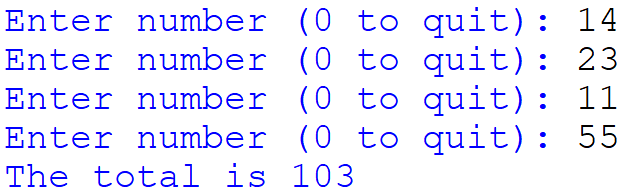 Enter number (0 to quit): 14
Enter number (0 to quit): 23
Enter number (0 to quit): 11
Enter number (0 to quit): 55
The total is 103